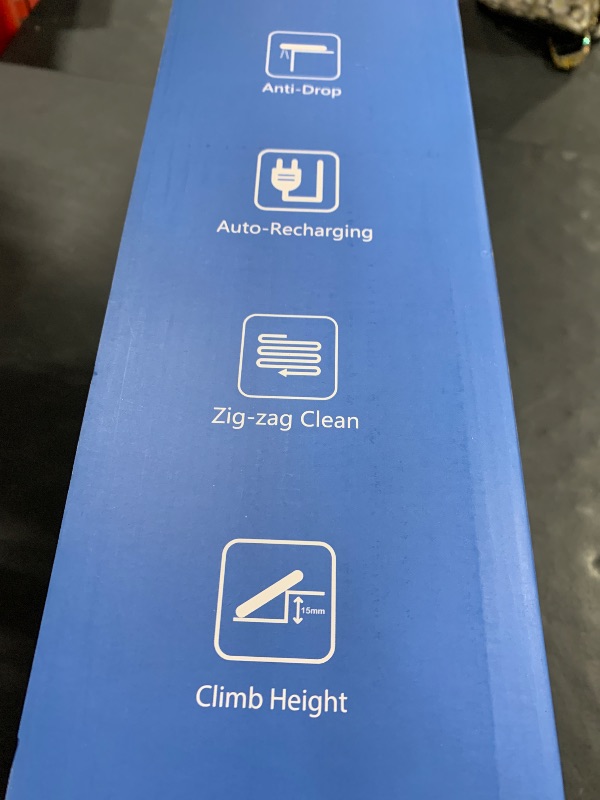 Anti-Drop
Auto-Recharging
Zig-zag Clean
15mm
Climb Height